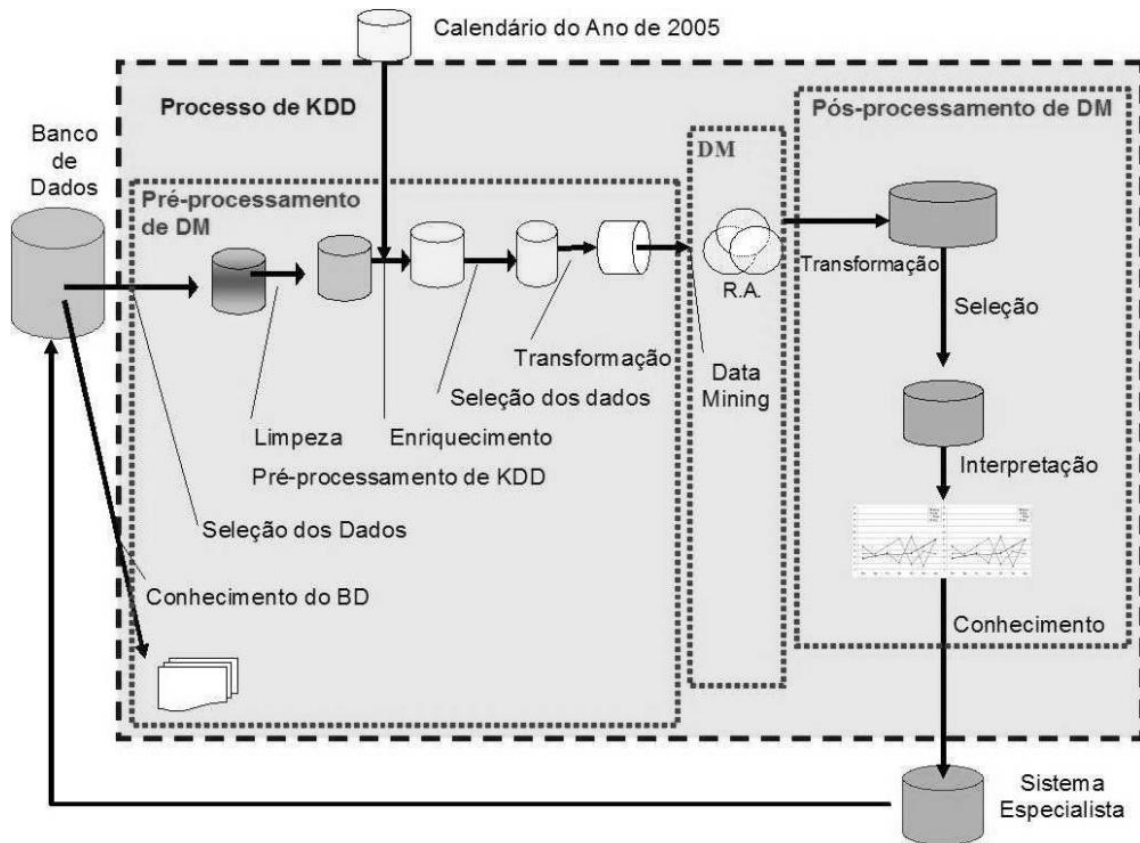 Calendário do Ano de 2005
Processo de KDD
Pós-processamento de DM
Banco
de
Dados
DM
Pré-processamento
de DM
R.A.
Transformação
Seleção
Transformação
Data
Mining
Seleção dos dados
Limpeza
Enriquecimento
Interpretação
Pré-processamento de KDD
Seleção dos Dados
Conhecimento do BD
Conhecimento
Sistema
Especialista